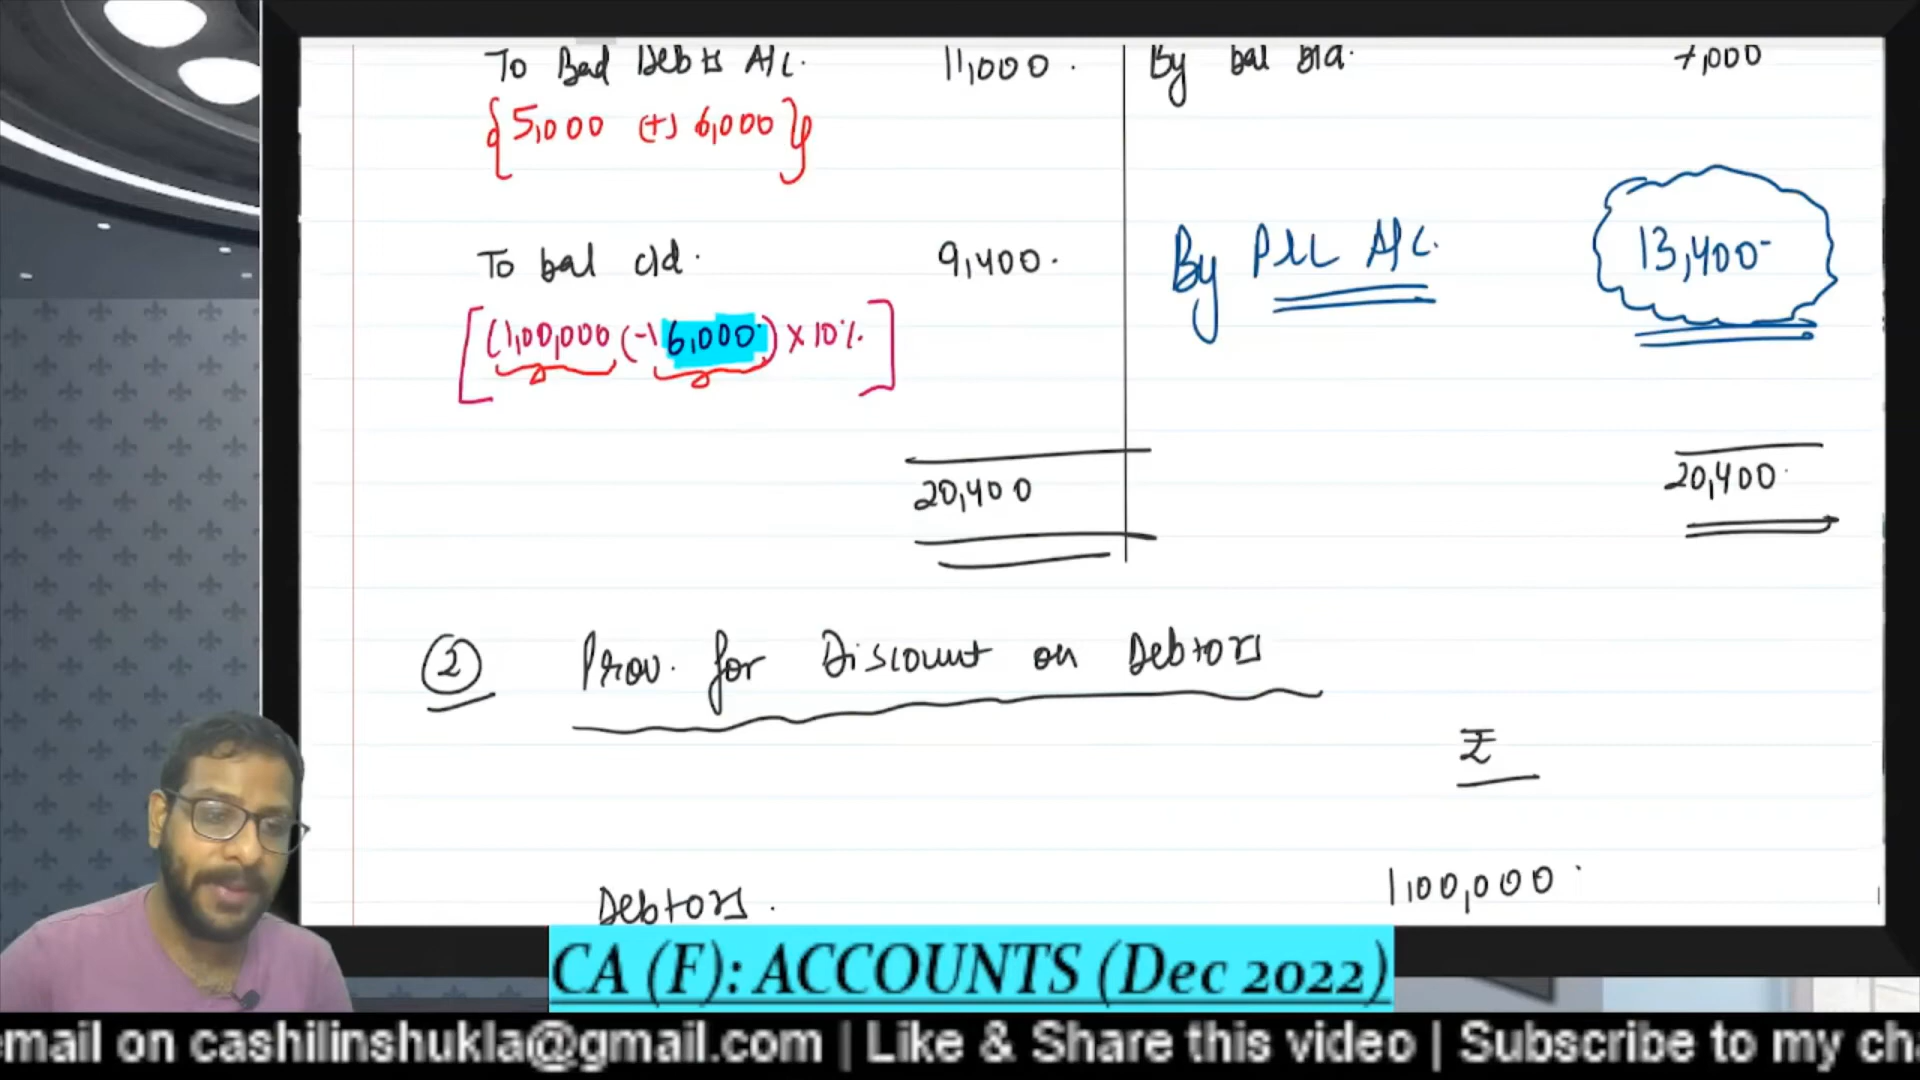 To Bad Debts A/c. 11,000. By bal b/d. 7,000
{5,000 (+) 6,000}
To bal c/d. 9,400. By P&L A/c. 13,400
[(1,00,000 (-) 6,000) x 10%.]
20,400 20,400
② Prov. for Discount on Debtors
₹
Debtors. 1,00,000
CA (F): ACCOUNTS (Dec 2022)
email on cashilinshukla@gmail.com | Like & Share this video | Subscribe to my cha